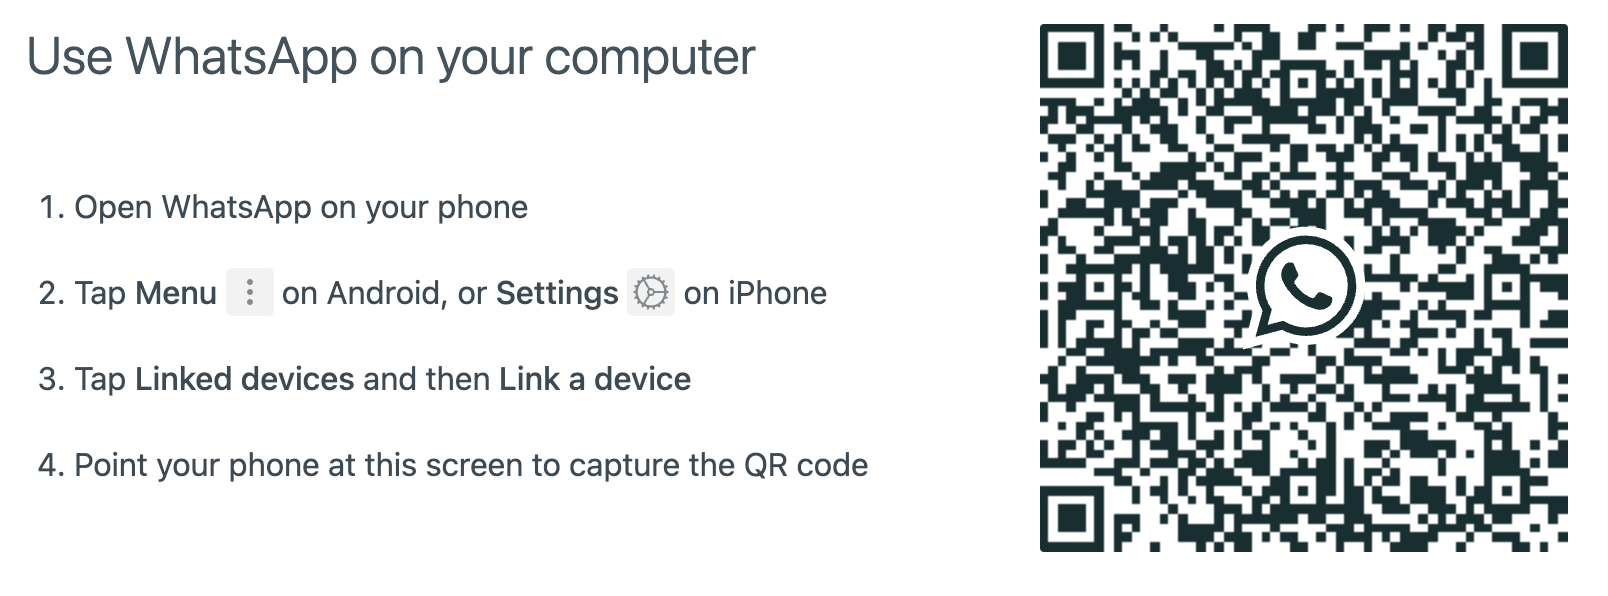 Use WhatsApp on your computer
1. Open WhatsApp on your phone
2. Tap Menu on Android, or Settings on iPhone
3. Tap Linked devices and then Link a device
4. Point your phone at this screen to capture the QR code